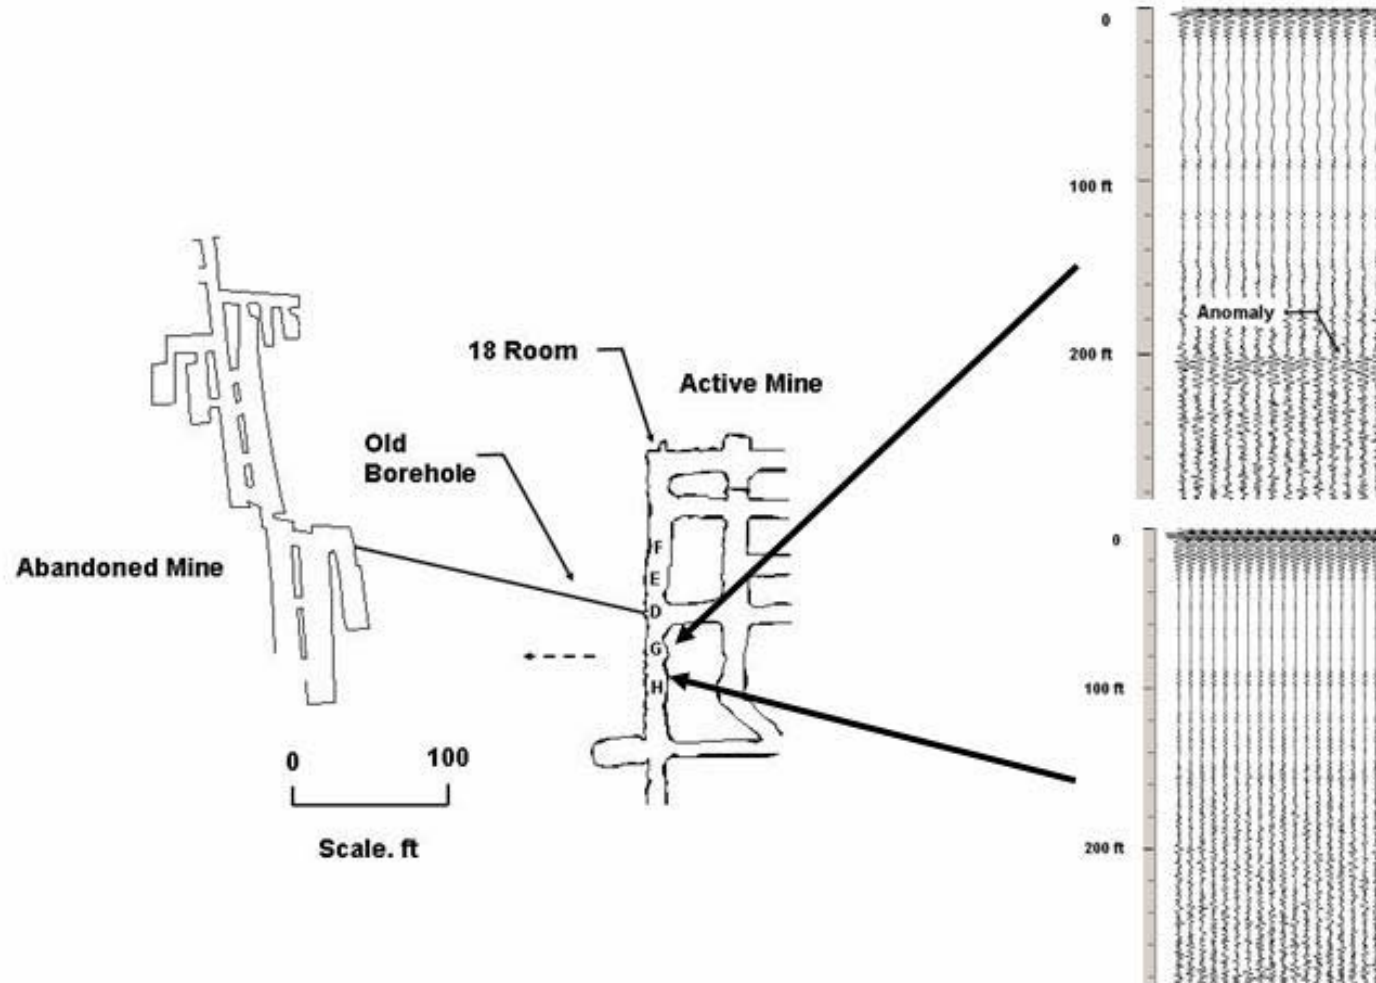 0
100 ft
Anomaly
200 ft
18 Room
Active Mine
Old
Borehole
Abandoned Mine
F
E
D
G
H
0
100
Scale. ft
0
100 ft
200 ft